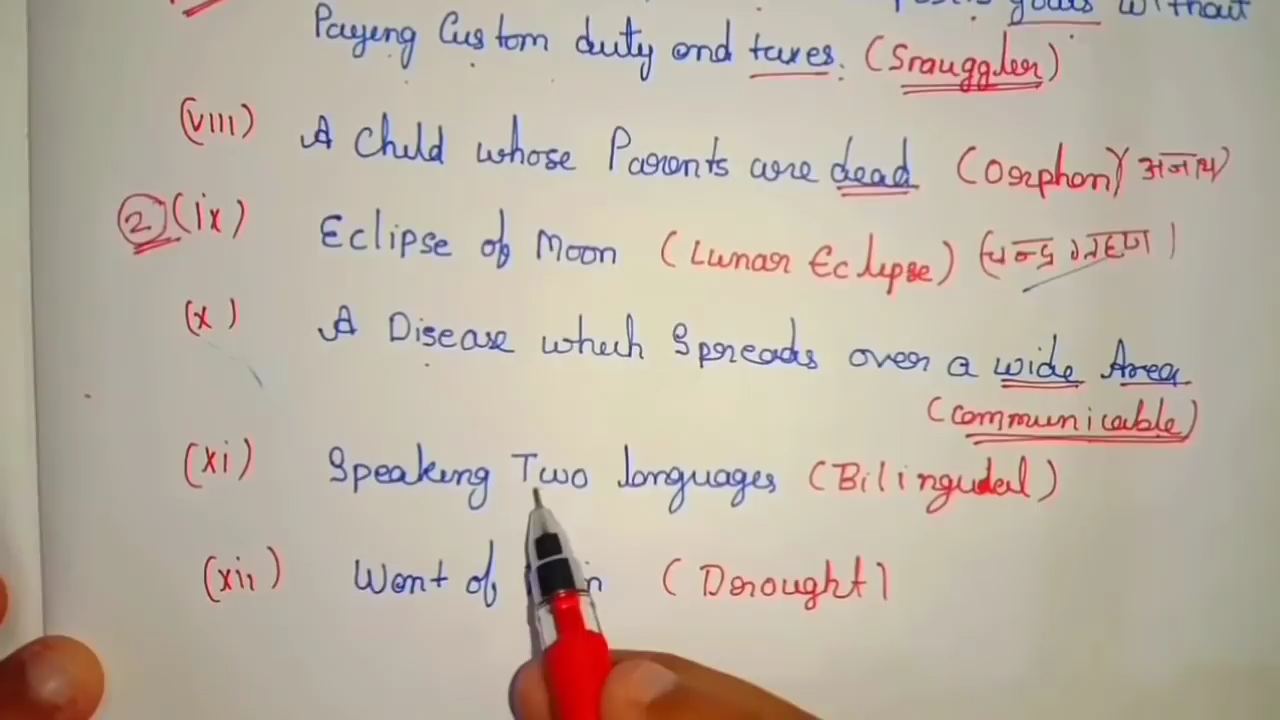 goods without
Paying Custom duty and taxes. (Smuggler)
(viii) A Child whose Parents are dead (Orphan) (अनाथ)
2 (ix) Eclipse of Moon (Lunar Eclipse) (चन्द्र ग्रहण)
(x) A Disease which Spreads over a wide Area
(communicable)
(xi) Speaking Two languages (Bilingual)
(xii) Want of (Drought)